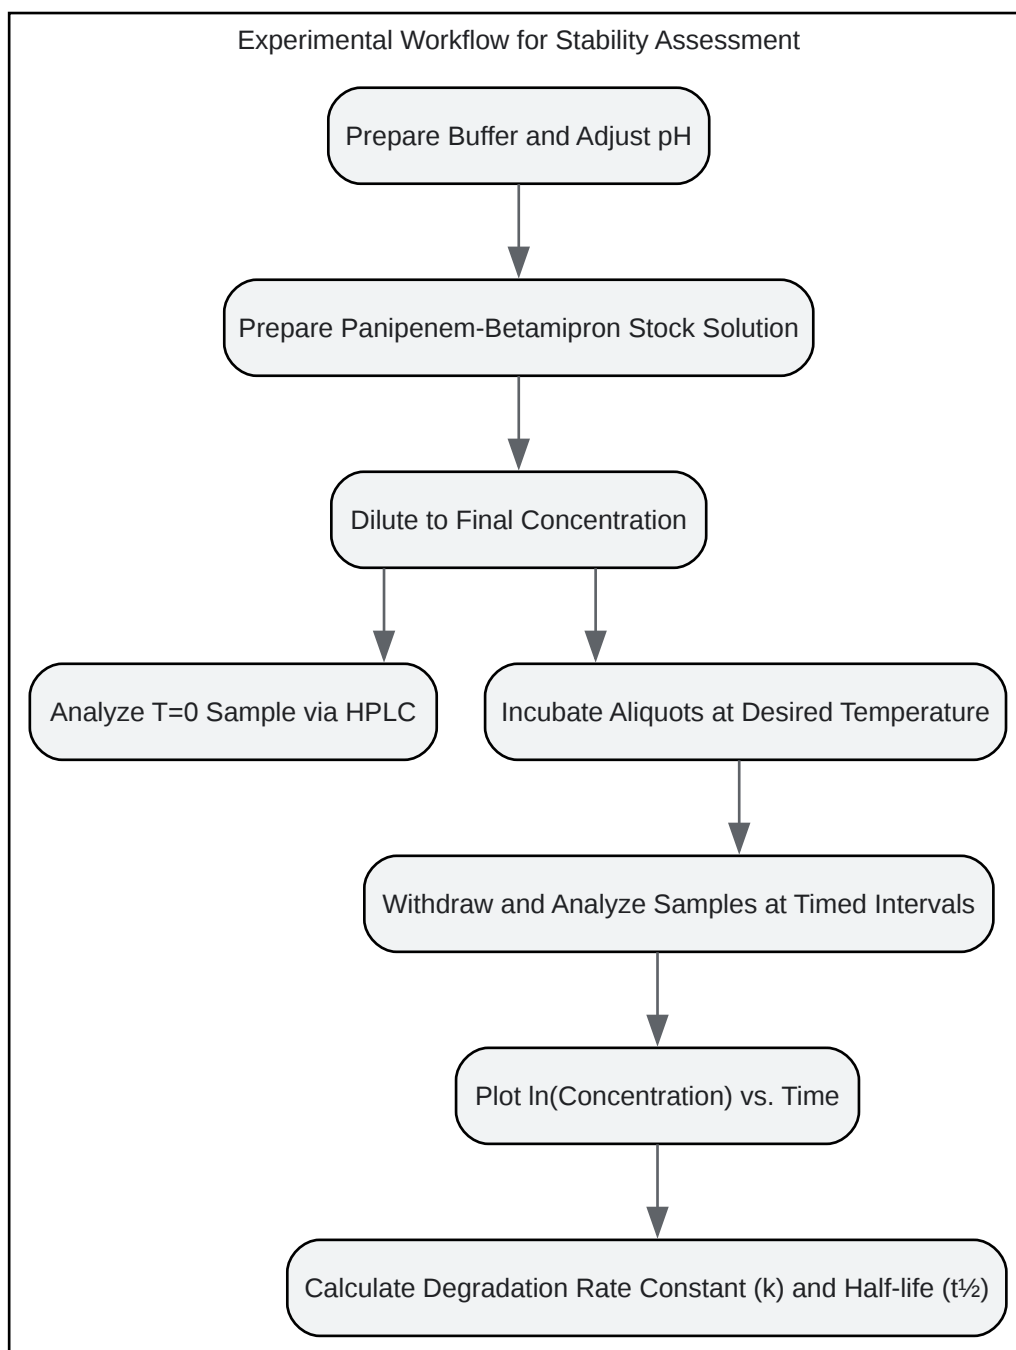 Experimental Workflow for Stability Assessment
Prepare Buffer and Adjust pH
Prepare Panipenem-Betamipron Stock Solution
Dilute to Final Concentration
Analyze T=0 Sample via HPLC
Incubate Aliquots at Desired Temperature
Withdraw and Analyze Samples at Timed Intervals
Plot ln(Concentration) vs. Time
Calculate Degradation Rate Constant (k) and Half-life (t½)